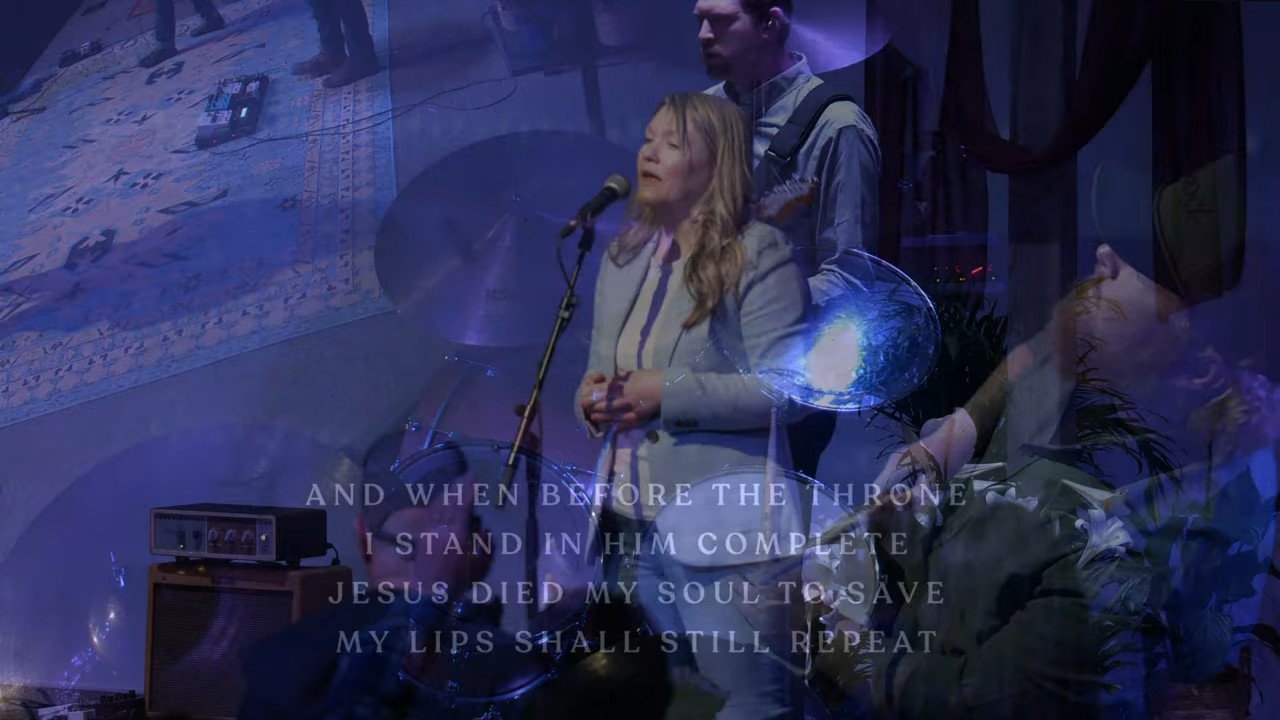 AND WHEN BEFORE THE THRONE
I STAND IN HIM COMPLETE
JESUS DIED MY SOUL TO SAVE
MY LIPS SHALL STILL REPEAT